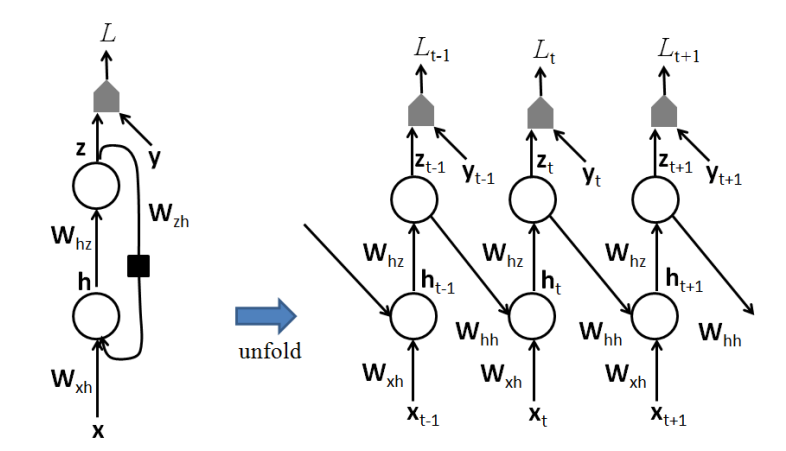 L
z
y
W_zh
W_hz
h
W_xh
x
unfold
L_t-1 L_t L_t+1
z_t-1 z_t z_t+1
y_t-1 y_t y_t+1
W_hz W_hz W_hz
h_t-1 h_t h_t+1
W_hh W_hh W_hh
W_xh W_xh W_xh
x_t-1 x_t x_t+1